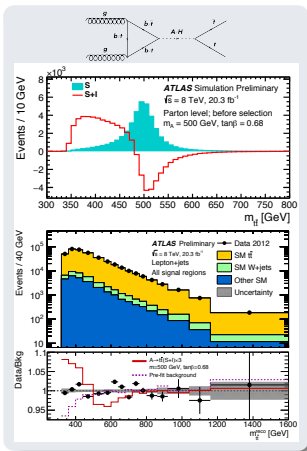 g
b·t
t
b·t
A·H
g
b·t
t
×10³
Events / 10 GeV
S
S+I
ATLAS Simulation Preliminary
√s = 8 TeV, 20.3 fb⁻¹
Parton level; before selection
m_A = 500 GeV, tanβ = 0.68
8
6
4
2
0
−2
−4
300 350 400 450 500 550 600 650 700 750 800
m_tt̄ [GeV]
Events / 40 GeV
ATLAS Preliminary
√s = 8 TeV, 20.3 fb⁻¹
Lepton+jets
All signal regions
Data 2012
SM tt̄
SM W+jets
Other SM
Uncertainty
10⁵
10⁴
10³
10²
10
Data/Bkg
A→tt̄(S+I)×3
m=500 GeV, tanβ=0.68
Pre-fit background
1.1
1.05
1
0.95
400 600 800 1000 1200 1400 1600
m_tt̄^reco [GeV]